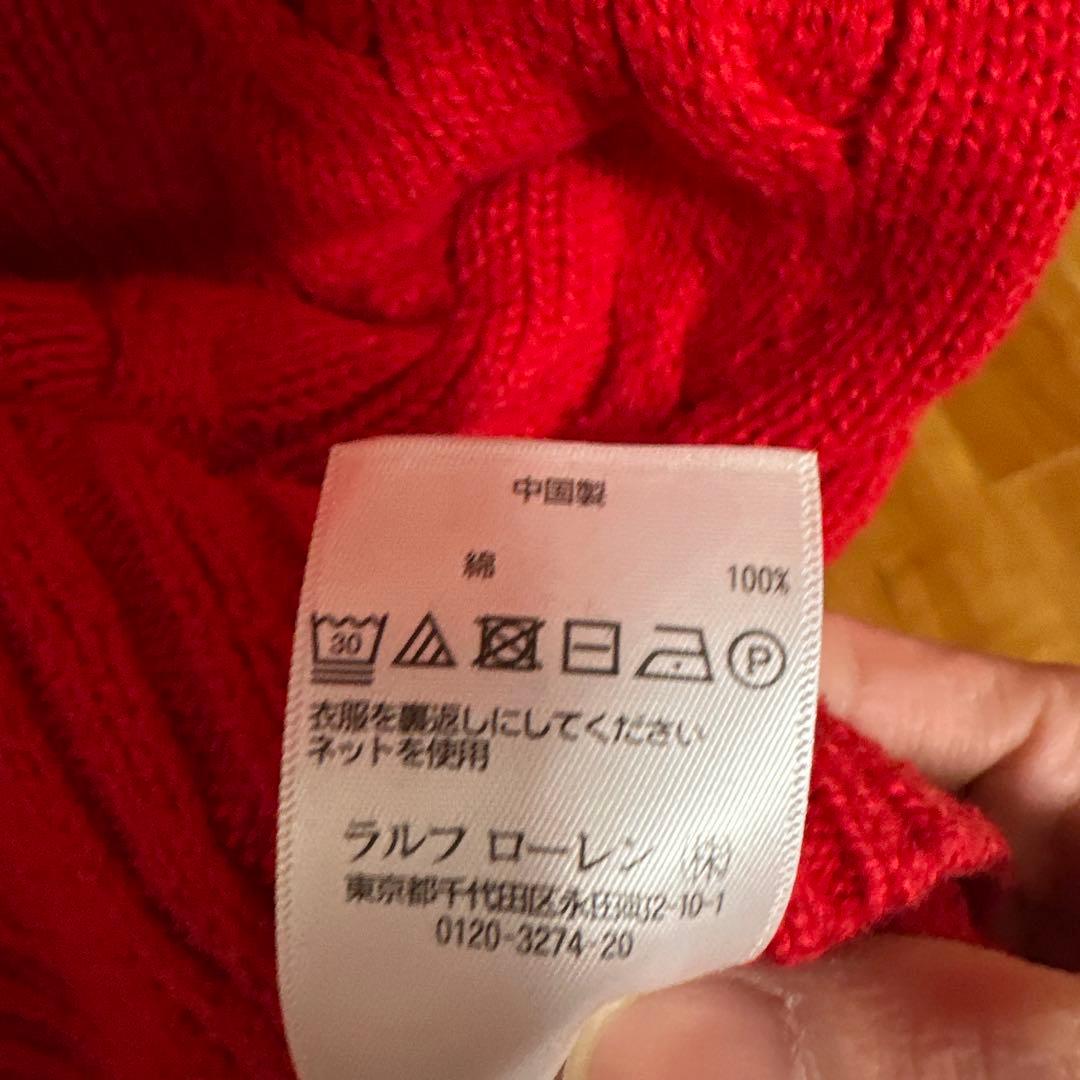 中国製
綿 100%
30 P
衣服を裏返しにしてください
ネットを使用
ラルフ ローレン (株)
東京都千代田区永田町2-10-1
0120-3274-20